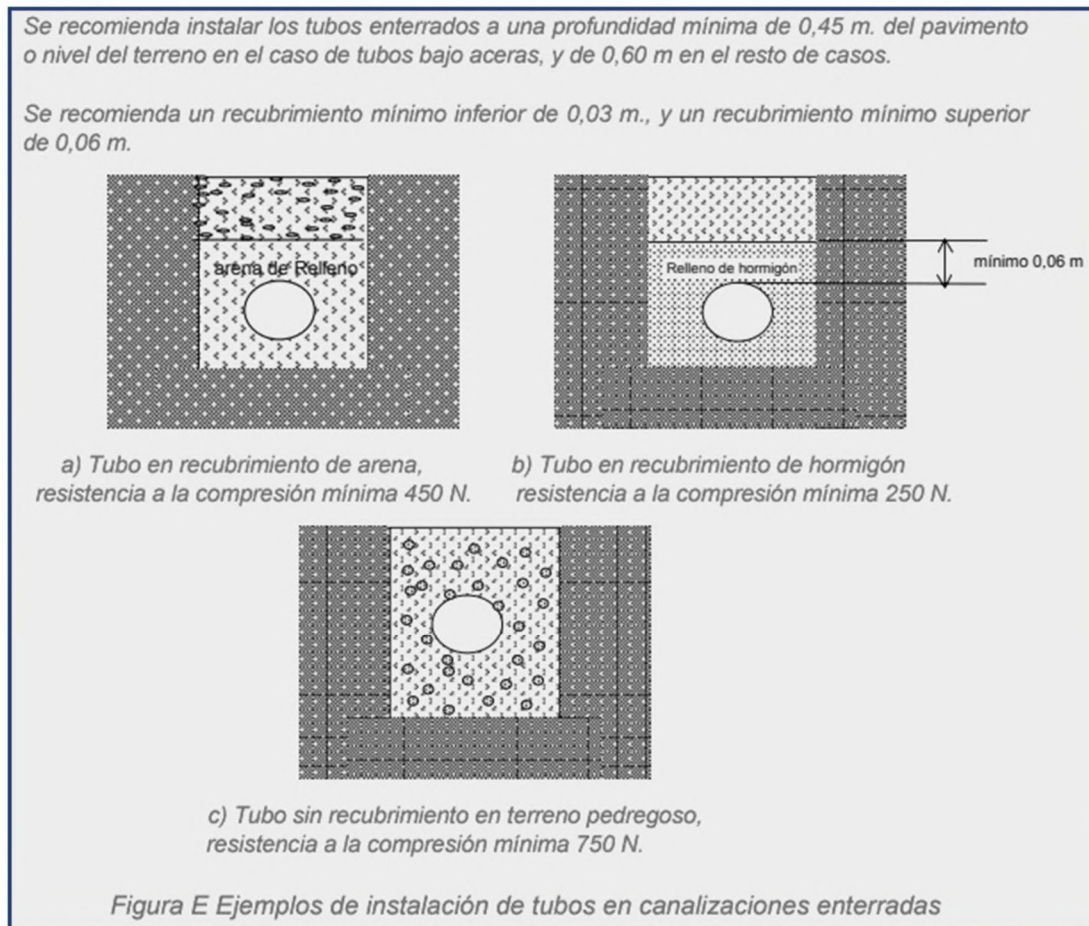 Se recomienda instalar los tubos enterrados a una profundidad mínima de 0,45 m. del pavimento
o nivel del terreno en el caso de tubos bajo aceras, y de 0,60 m en el resto de casos.
Se recomienda un recubrimiento mínimo inferior de 0,03 m., y un recubrimiento mínimo superior
de 0,06 m.
arena de Relleno
Relleno de hormigón
mínimo 0,06 m
a) Tubo en recubrimiento de arena,
resistencia a la compresión mínima 450 N.
b) Tubo en recubrimiento de hormigón
resistencia a la compresión mínima 250 N.
c) Tubo sin recubrimiento en terreno pedregoso,
resistencia a la compresión mínima 750 N.
Figura E Ejemplos de instalación de tubos en canalizaciones enterradas